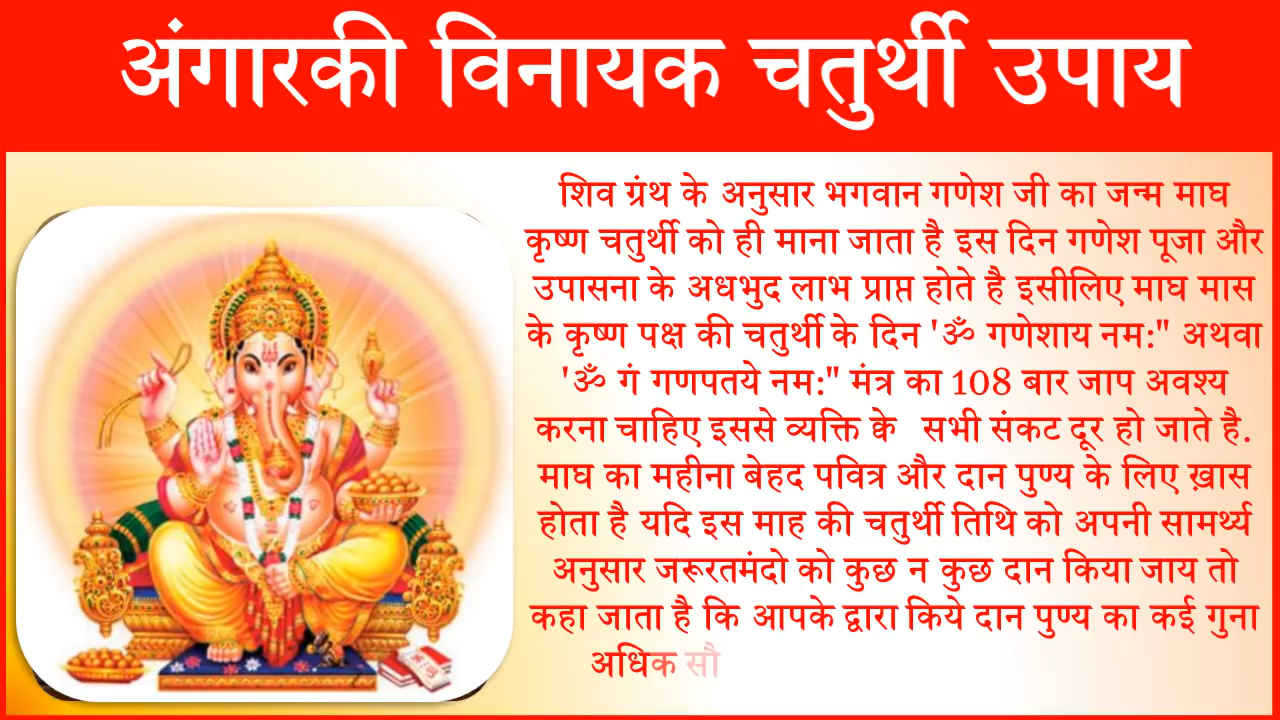 अंगारकी विनायक चतुर्थी उपाय
शिव ग्रंथ के अनुसार भगवान गणेश जी का जन्म माघ
कृष्ण चतुर्थी को ही माना जाता है इस दिन गणेश पूजा और
उपासना के अधभुद लाभ प्राप्त होते है इसीलिए माघ मास
के कृष्ण पक्ष की चतुर्थी के दिन 'ॐ गणेशाय नम:" अथवा
'ॐ गं गणपतये नम:" मंत्र का 108 बार जाप अवश्य
करना चाहिए इससे व्यक्ति के सभी संकट दूर हो जाते है.
माघ का महीना बेहद पवित्र और दान पुण्य के लिए ख़ास
होता है यदि इस माह की चतुर्थी तिथि को अपनी सामर्थ्य
अनुसार जरूरतमंदो को कुछ न कुछ दान किया जाय तो
कहा जाता है कि आपके द्वारा किये दान पुण्य का कई गुना
अधिक सौ